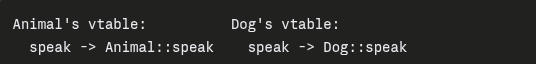 Animal's vtable:          Dog's vtable:
  speak -> Animal::speak    speak -> Dog::speak